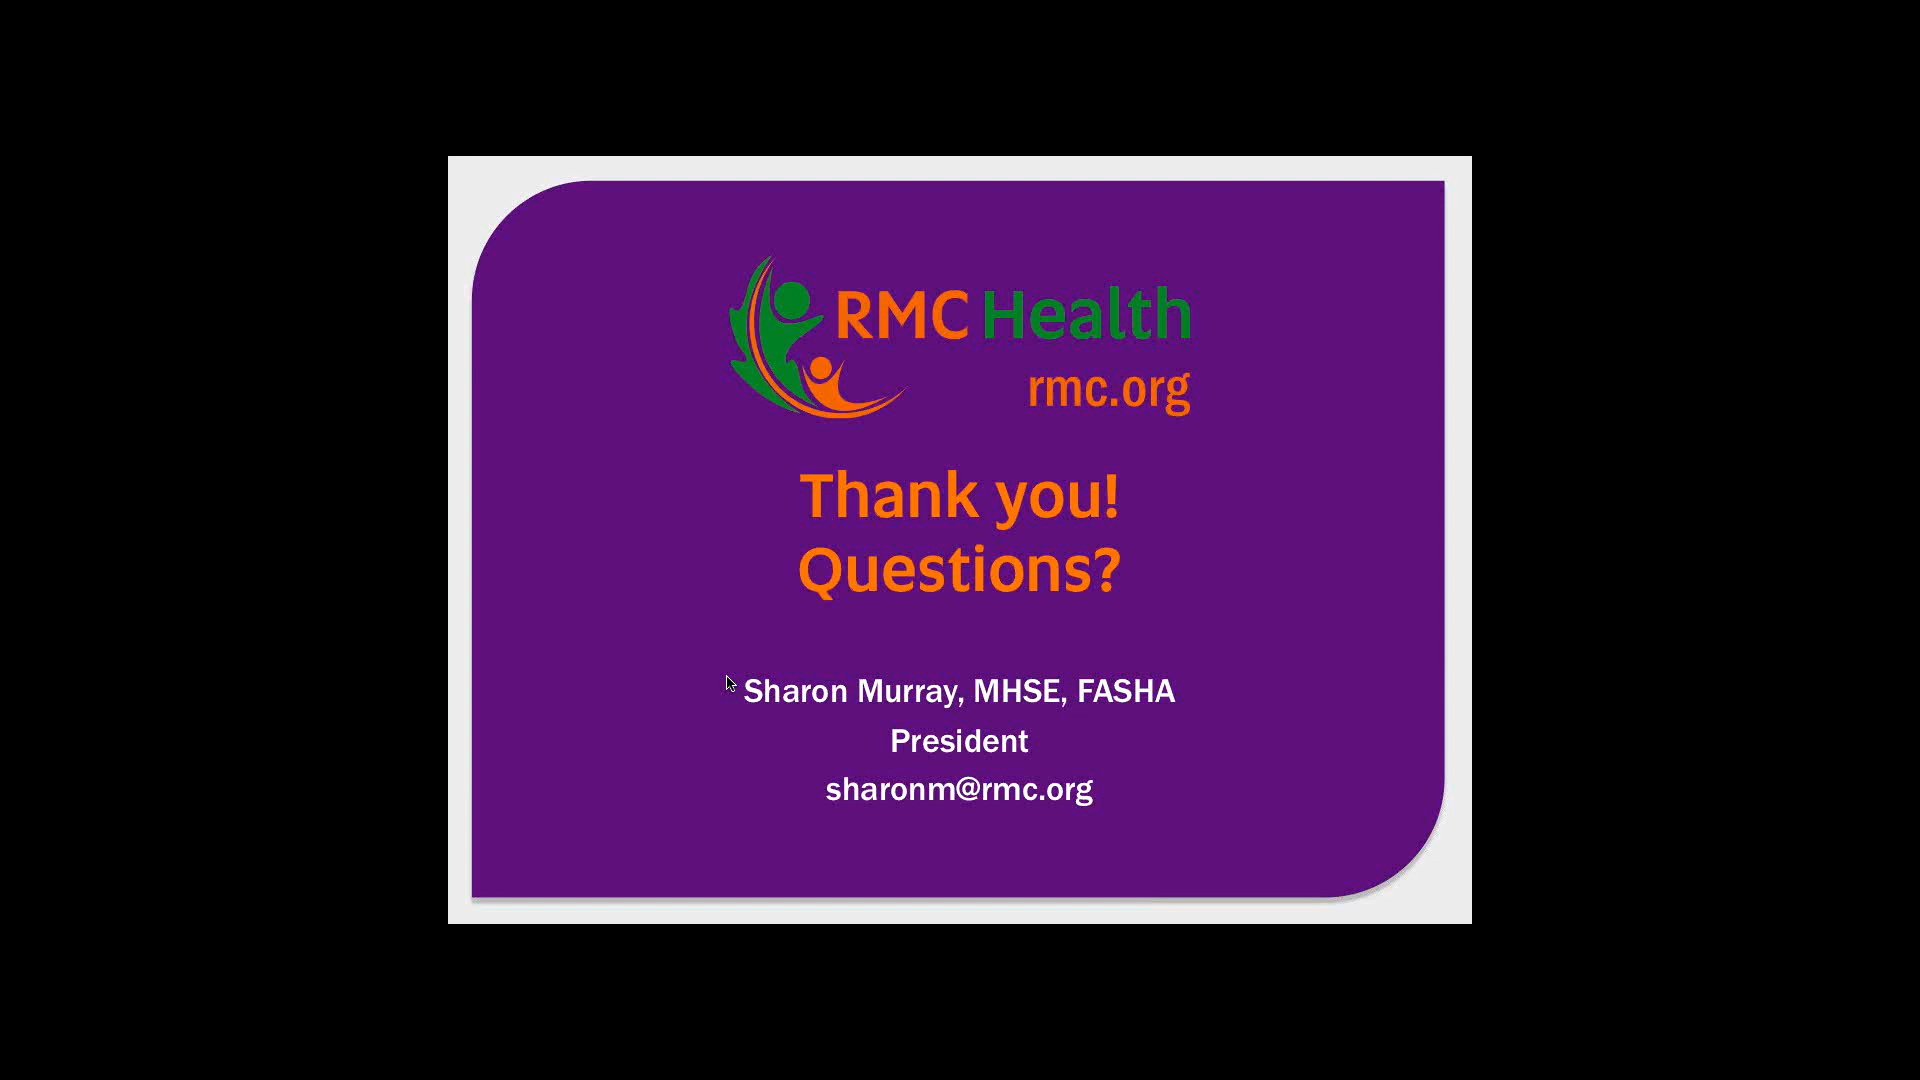 RMC Health
rmc.org
Thank you!
Questions?
Sharon Murray, MHSE, FASHA
President
sharonm@rmc.org